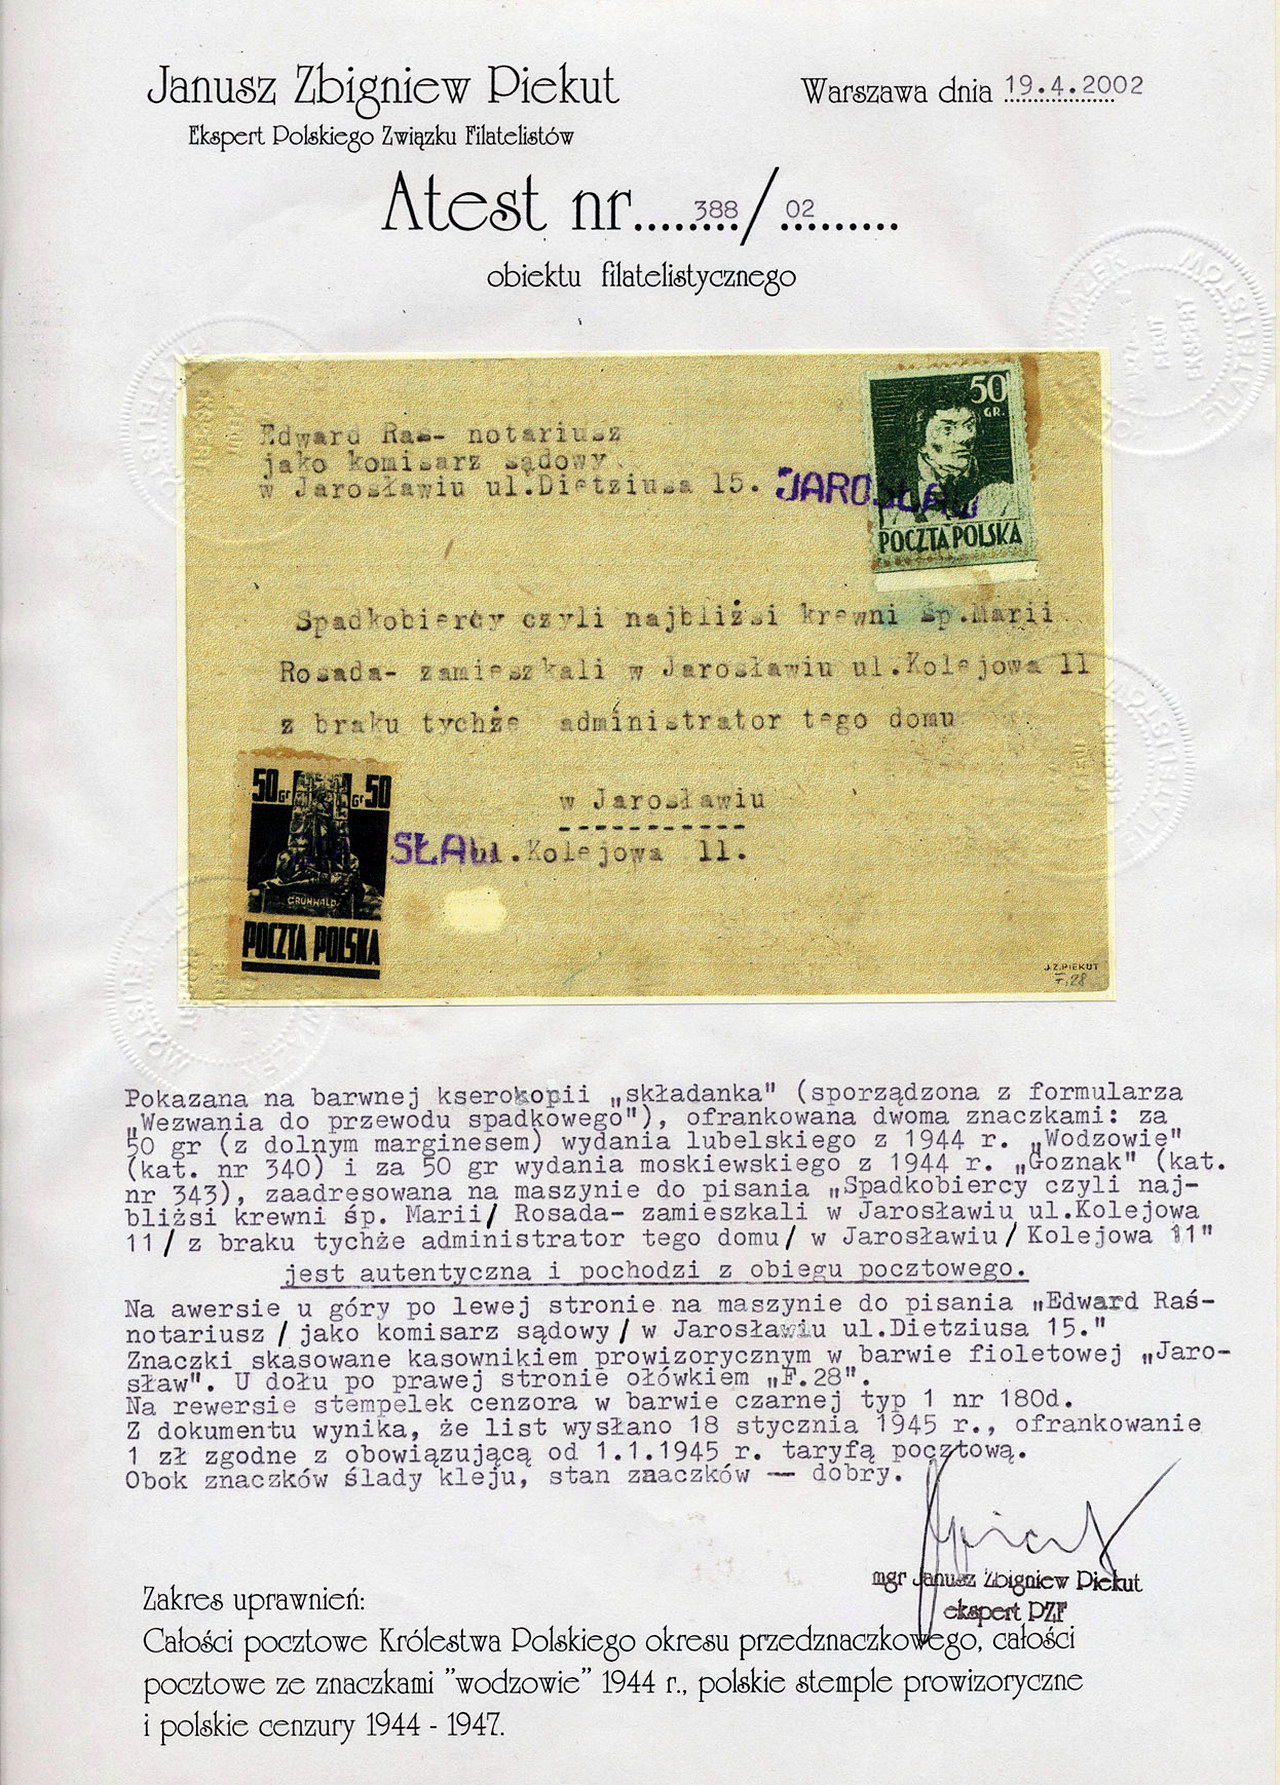 Janusz Zbigniew Piekut
Warszawa dnia 19.4.2002
Ekspert Polskiego Związku Filatelistów
Atest nr 388 / 02
obiektu filatelistycznego
50
GR.
POCZTA POLSKA
Edward Raś- notariusz
jako komisarz sądowy
w Jarosławiu ul.Dietziusa 15.
JAROSŁAW
Spadkobiercy czyli najbliźsi krewni śp.Marii
Rosada- zamieszkali w Jarosławiu ul.Kolejowa 11
z braku tychże administrator tego domu
w Jarosławiu
ul.Kolejowa 11.
50 Gr Gr 50
GRUNWALD
POCZTA POLSKA
SŁAW
J.Z.PIEKUT
F.28
Pokazana na barwnej kserokopii „składanka" (sporządzona z formularza
„Wezwania do przewodu spadkowego"), ofrankowana dwoma znaczkami: za
50 gr (z dolnym marginesem) wydania lubelskiego z 1944 r. „Wodzowie"
(kat. nr 340) i za 50 gr wydania moskiewskiego z 1944 r. „Goznak" (kat.
nr 343), zaadresowana na maszynie do pisania „Spadkobiercy czyli naj-
bliźsi krewni śp. Marii/ Rosada- zamieszkali w Jarosławiu ul.Kolejowa
11/ z braku tychże administrator tego domu/ w Jarosławiu/ Kolejowa 11"
jest autentyczna i pochodzi z obiegu pocztowego.
Na awersie u góry po lewej stronie na maszynie do pisania „Edward Raś-
notariusz / jako komisarz sądowy / w Jarosławiu ul.Dietziusa 15."
Znaczki skasowane kasownikiem prowizorycznym w barwie fioletowej „Jaro-
sław". U dołu po prawej stronie ołówkiem „F.28".
Na rewersie stempelek cenzora w barwie czarnej typ 1 nr 180d.
Z dokumentu wynika, że list wysłano 18 stycznia 1945 r., ofrankowanie
1 zł zgodne z obowiązującą od 1.1.1945 r. taryfą pocztową.
Obok znaczków ślady kleju, stan znaczków — dobry.
mgr Janusz Zbigniew Piekut
ekspert PZF
Zakres uprawnień:
Całości pocztowe Królestwa Polskiego okresu przedznaczkowego, całości
pocztowe ze znaczkami "wodzowie" 1944 r., polskie stemple prowizoryczne
i polskie cenzury 1944 - 1947.